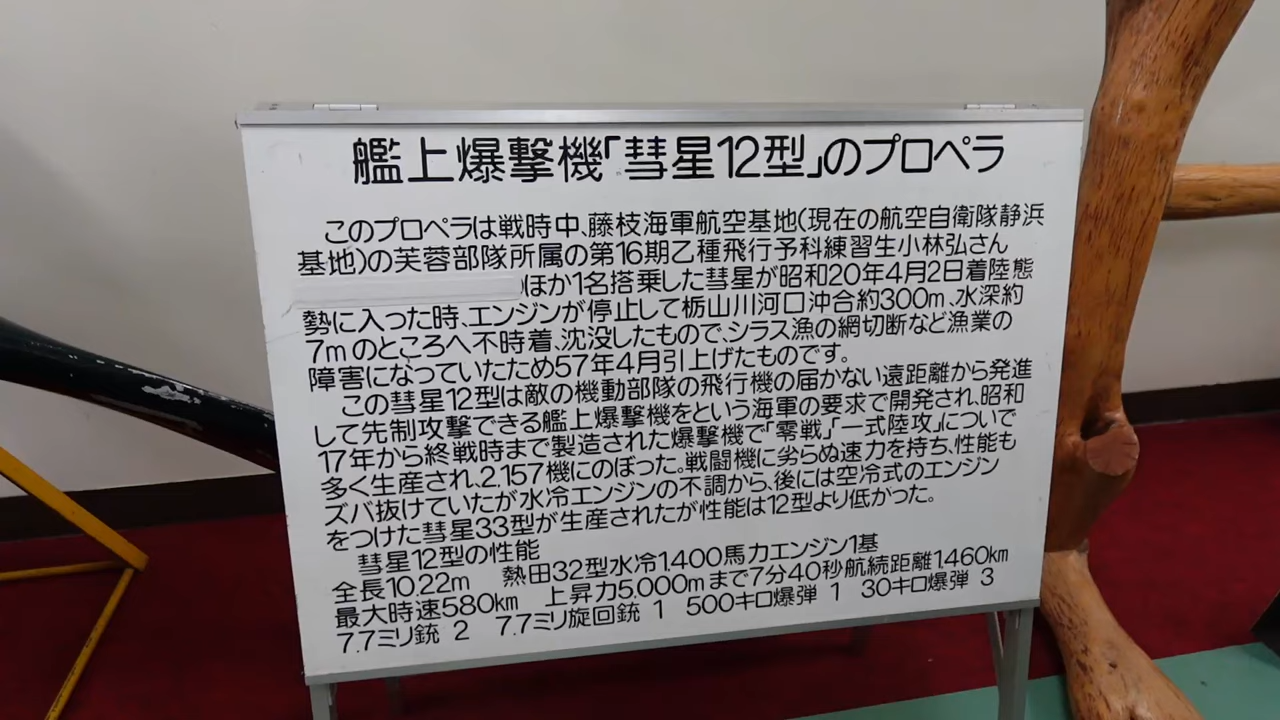 艦上爆撃機「彗星12型」のプロペラ
このプロペラは戦時中、藤枝海軍航空基地(現在の航空自衛隊静浜
基地)の芙蓉部隊所属の第16期乙種飛行予科練習生小林弘さん
)ほか1名搭乗した彗星が昭和20年4月2日着陸態
勢に入った時、エンジンが停止して栃山川河口沖合約300m、水深約
7mのところへ不時着、沈没したもので、シラス漁の網切断など漁業の
障害になっていたため57年4月引上げたものです。
この彗星12型は敵の機動部隊の飛行機の届かない遠距離から発進
して先制攻撃できる艦上爆撃機をという海軍の要求で開発され、昭和
17年から終戦時まで製造された爆撃機で「零戦」「一式陸攻」について
多く生産され、2.157機にのぼった。戦闘機に劣らぬ速力を持ち、性能も
ズバ抜けていたが水冷エンジンの不調から、後には空冷式のエンジン
をつけた彗星33型が生産されたが性能は12型より低かった。
彗星12型の性能
全長10.22m 熱田32型水冷1.400馬力エンジン1基
最大時速580km 上昇力5.000mまで7分40秒航続距離1.460km
7.7ミリ銃 2 7.7ミリ旋回銃 1 500キロ爆弾 1 30キロ爆弾 3